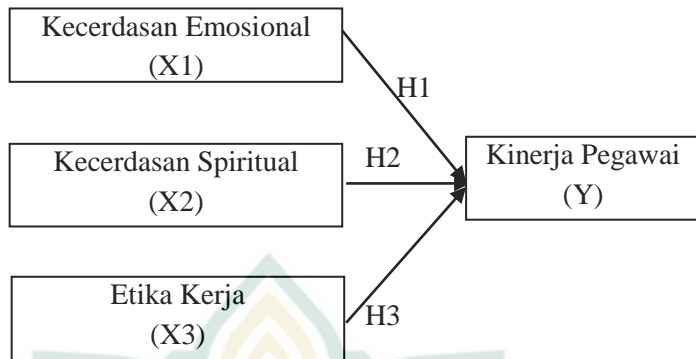 Kecerdasan Emosional
(X1)
H1
Kecerdasan Spiritual
(X2)
H2
Kinerja Pegawai
(Y)
Etika Kerja
(X3)
H3